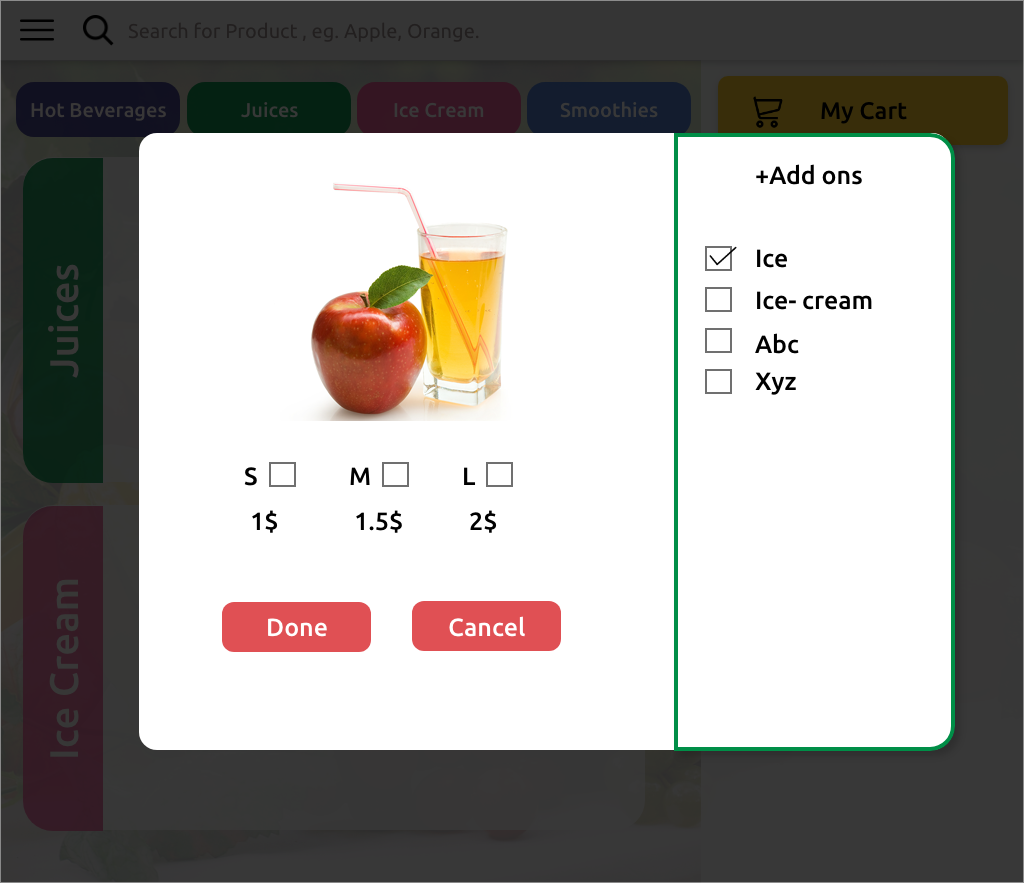 Search for Product , eg. Apple, Orange.
Hot Beverages
Juices
Ice Cream
Smoothies
My Cart
Juices
Ice Cream
+Add ons
Ice
Ice- cream
Abc
Xyz
S
M
L
1$
1.5$
2$
Done
Cancel